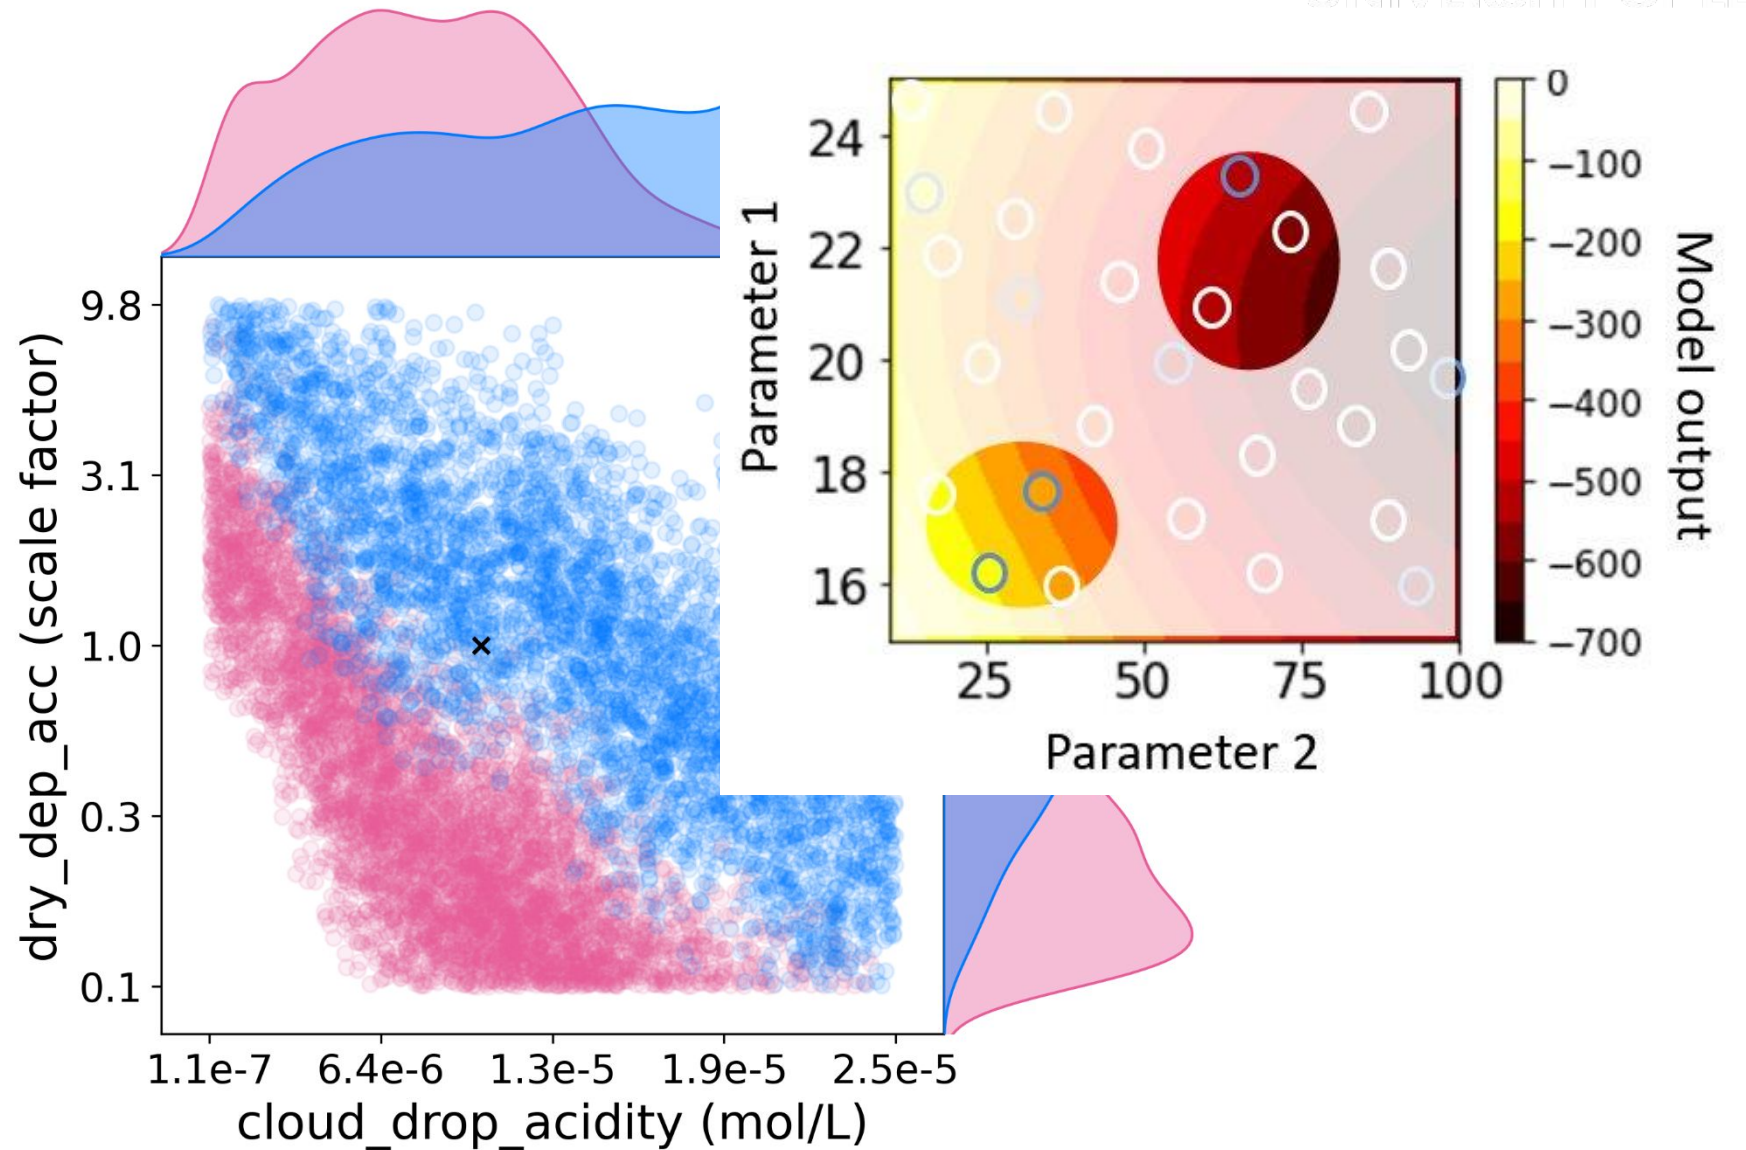 9.8
3.1
1.0
0.3
0.1
dry_dep_acc (scale factor)
1.1e-7 6.4e-6 1.3e-5 1.9e-5 2.5e-5
cloud_drop_acidity (mol/L)
24
22
20
18
16
Parameter 1
25 50 75 100
Parameter 2
0
−100
−200
−300
−400
−500
−600
−700
Model output